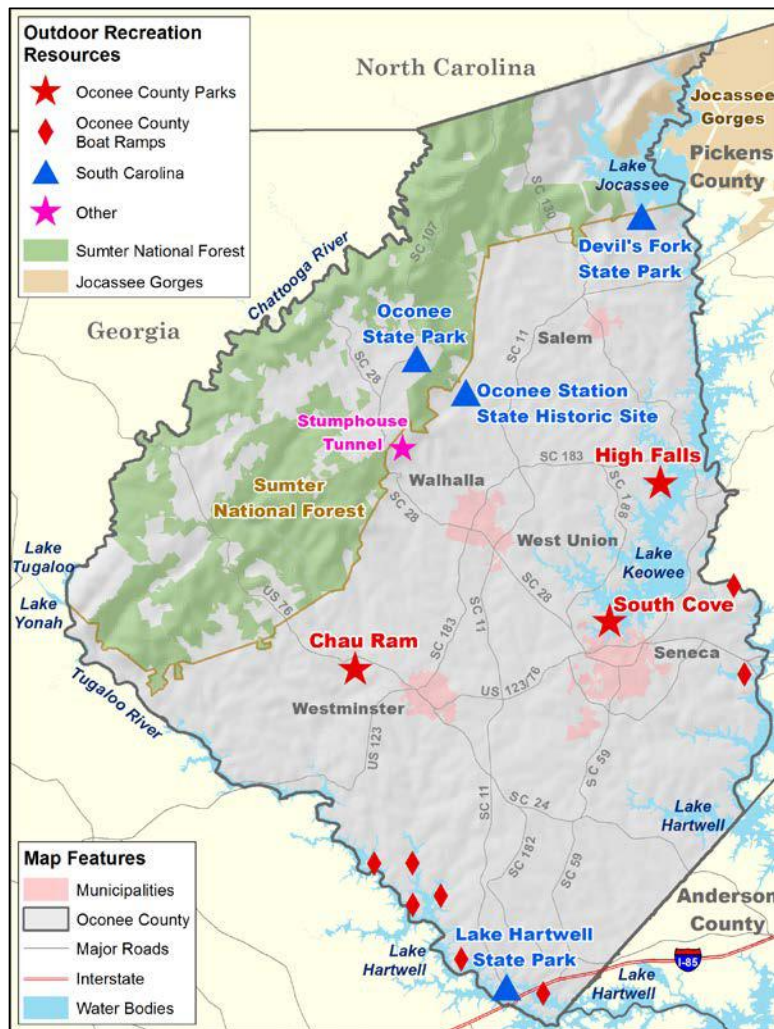 Outdoor Recreation
Resources
Oconee County Parks
Oconee County
Boat Ramps
South Carolina
Other
Sumter National Forest
Jocassee Gorges
North Carolina
Jocassee
Gorges
Pickens
County
Lake
Jocassee
SC 130
SC 107
Devil's Fork
State Park
Chattooga River
Georgia
Oconee
State Park
SC 11
Salem
SC 28
Oconee Station
State Historic Site
Stumphouse
Tunnel
SC 183
High Falls
Walhalla
Sumter
National Forest
SC 28
SC 188
West Union
Lake
Keowee
Lake
Tugaloo
Lake
Yonah
US 76
SC 28
South Cove
Chau Ram
SC 183
SC 11
Seneca
Tugaloo River
US 123/76
Westminster
US 123
SC 59
SC 11
SC 24
Lake
Hartwell
SC 182
SC 59
Map Features
Municipalities
Oconee County
Major Roads
Interstate
Water Bodies
Anderson
County
Lake Hartwell
State Park
Lake
Hartwell
I-85
Lake
Hartwell